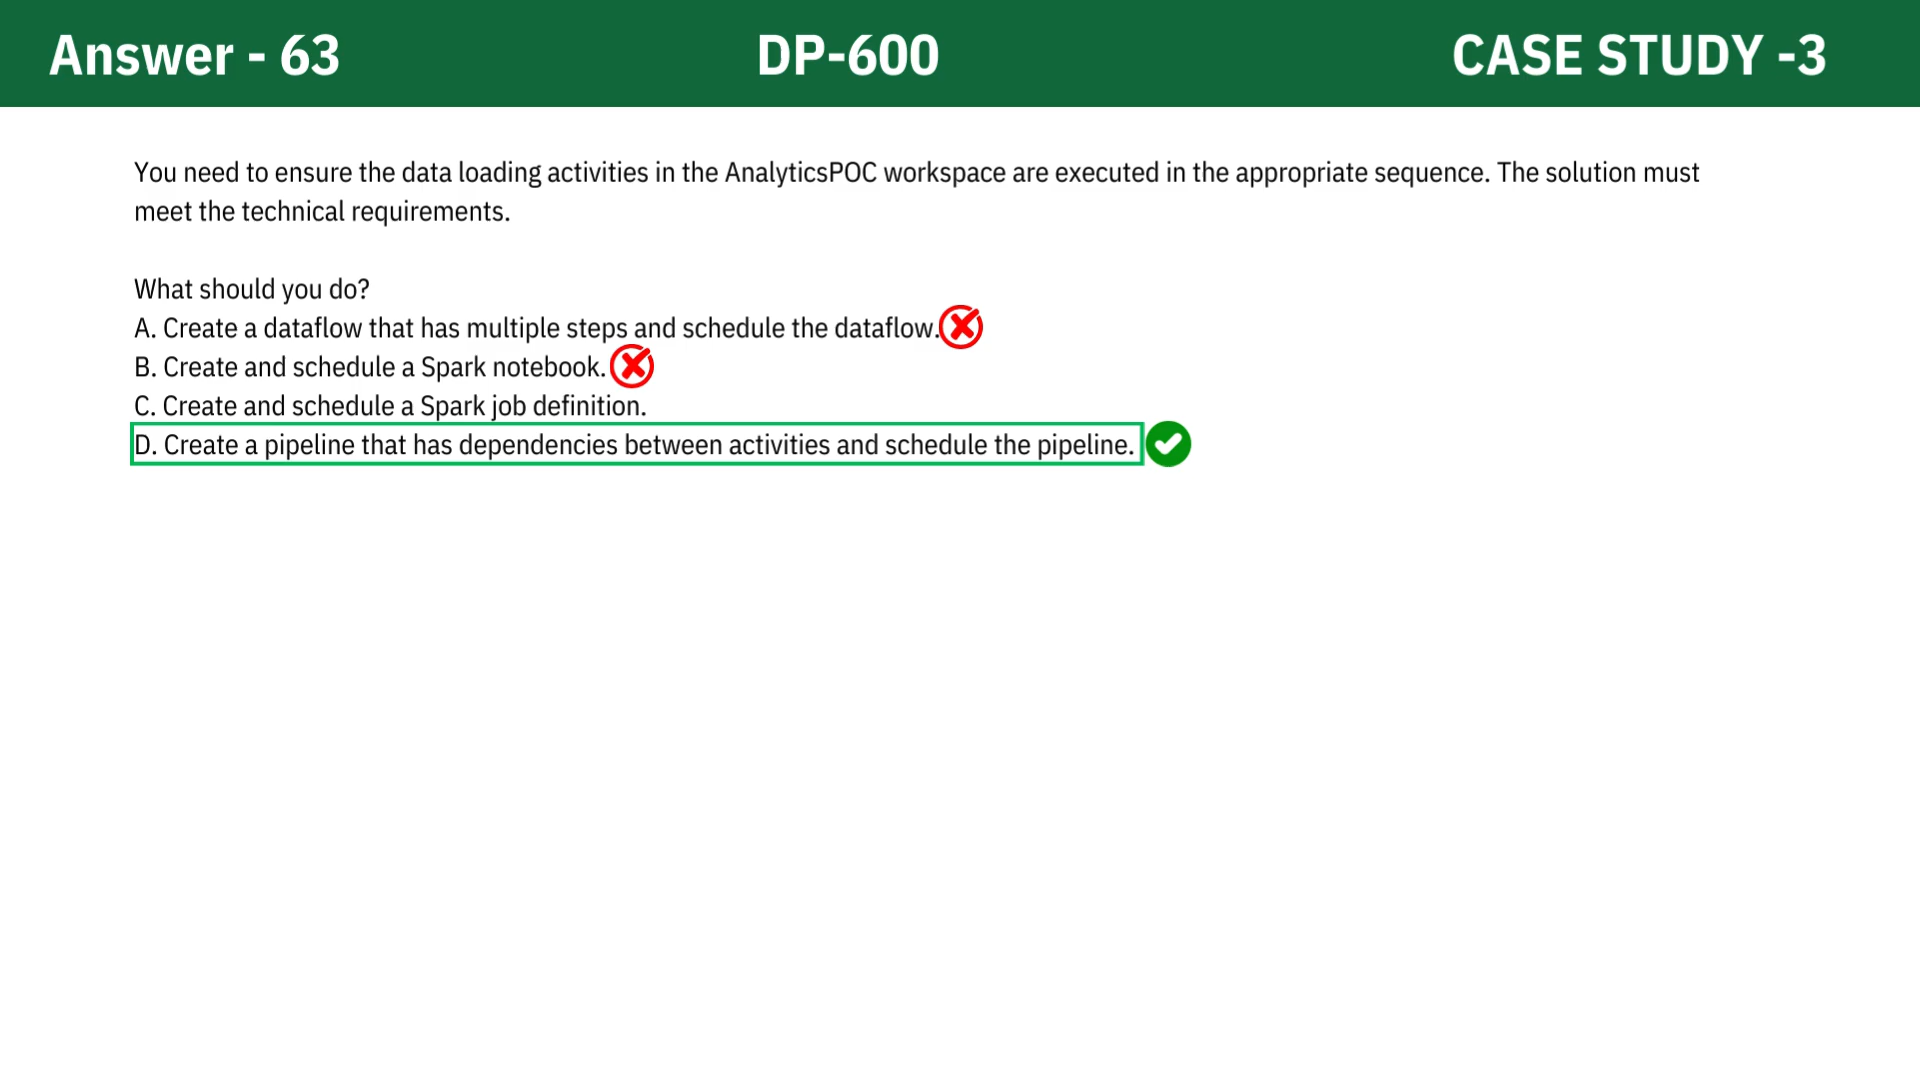 Answer - 63
DP-600
CASE STUDY -3
You need to ensure the data loading activities in the AnalyticsPOC workspace are executed in the appropriate sequence. The solution must
meet the technical requirements.
What should you do?
A. Create a dataflow that has multiple steps and schedule the dataflow.
B. Create and schedule a Spark notebook.
C. Create and schedule a Spark job definition.
D. Create a pipeline that has dependencies between activities and schedule the pipeline.